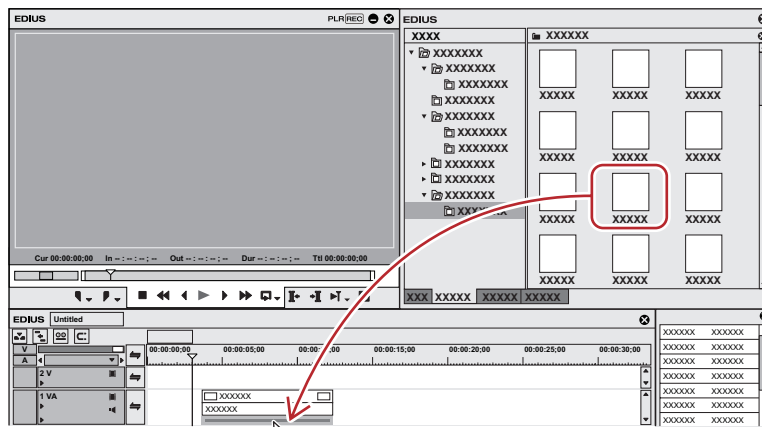 EDIUS
PLR REC
Cur 00:00:00;00 In --:--:--;-- Out --:--:--;-- Dur --:--:--;-- Ttl 00:00:00;00
EDIUS
XXXX
XXXXXXX
XXXXXXX
XXXXXXX
XXXXXXX
XXXXXXX
XXXXXXX
XXXXXXX
XXXXXXX
XXXXXXX
XXXXXXX
XXXXXX
XXXXX XXXXX XXXXX
XXXXX XXXXX XXXXX
XXXXX XXXXX XXXXX
XXXXX XXXXX XXXXX
XXX XXXXX XXXXX XXXXX
EDIUS Untitled
V
A
00:00:00;00 00:00:05;00 00:00:15;00 00:00:20;00 00:00:25;00 00:00:30;00
2 V
1 VA
XXXXXX
XXXXXX
XXXXXX XXXXXX
XXXXXX XXXXXX
XXXXXX XXXXXX
XXXXXX XXXXXX
XXXXXX XXXXXX
XXXXXX XXXXXX
XXXXXX XXXXXX